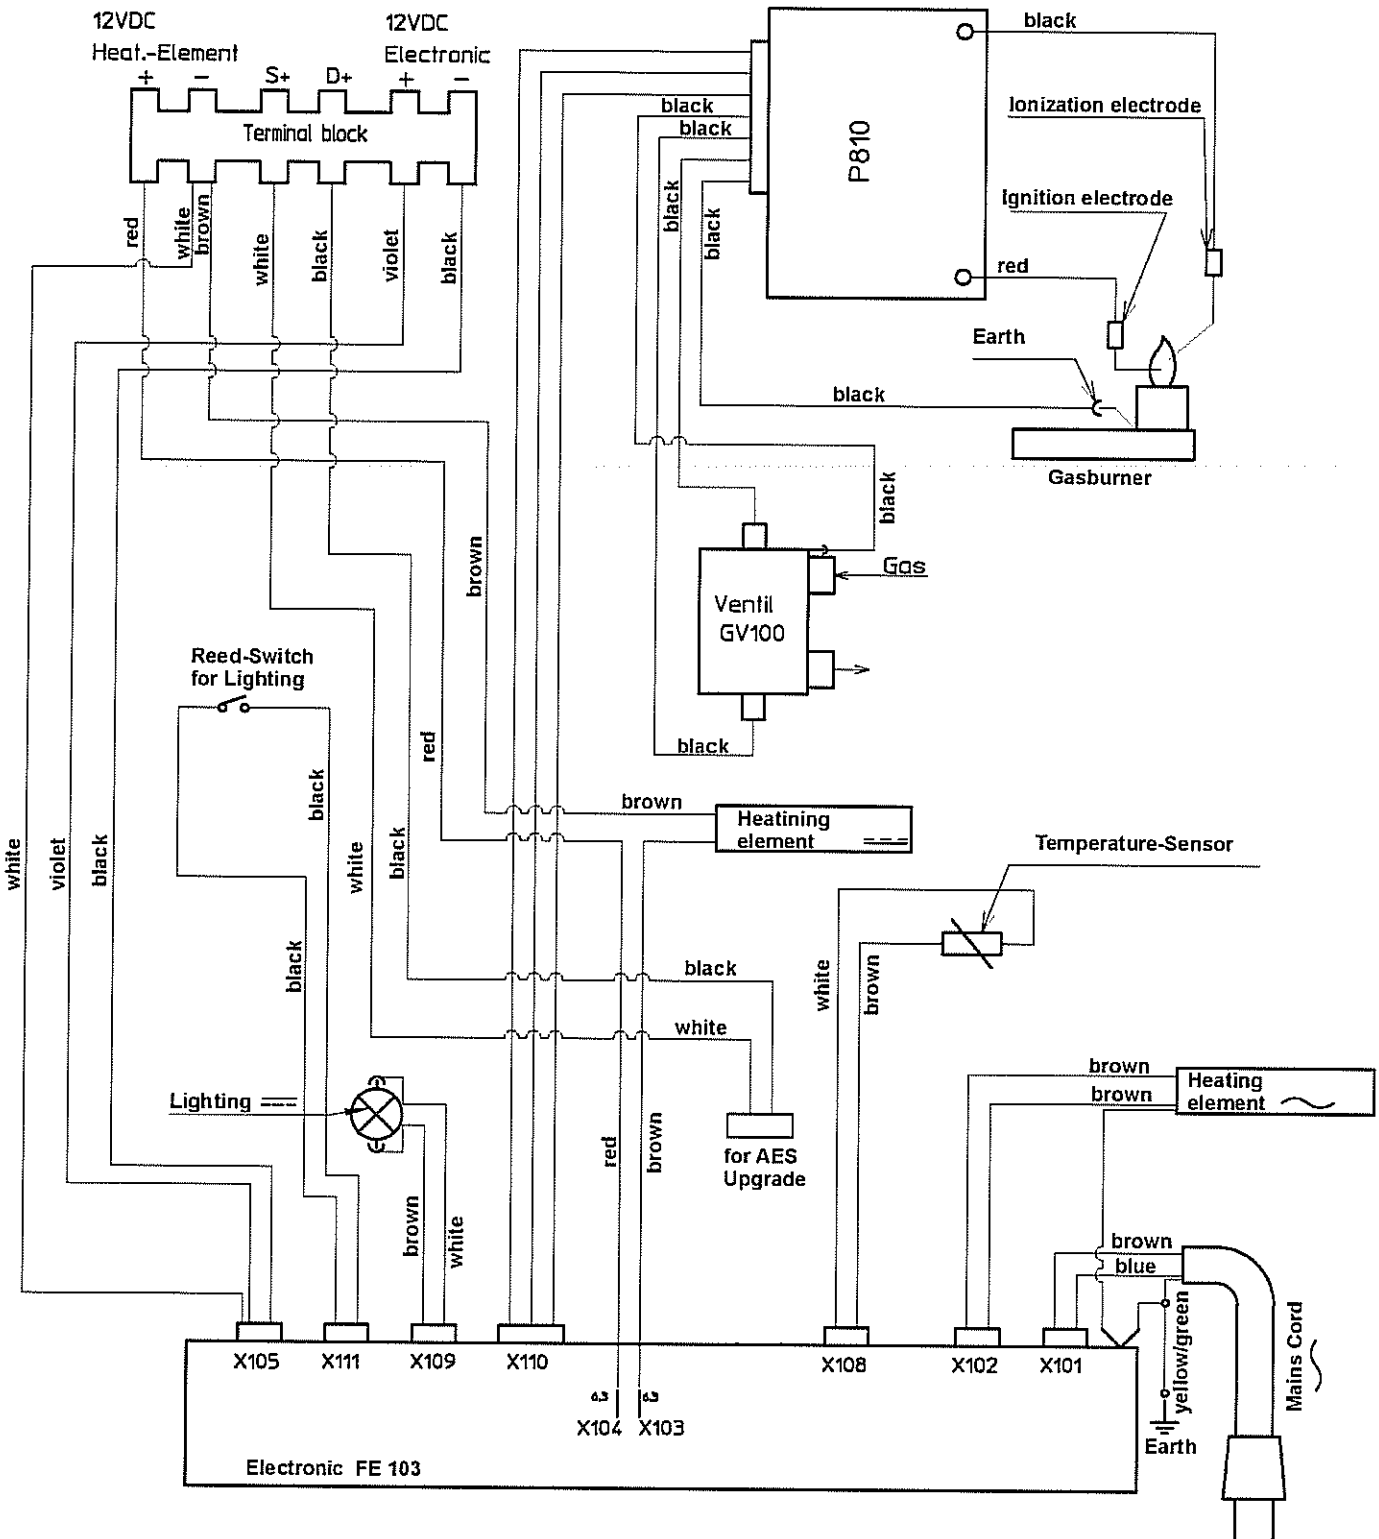 12VDC
Heat.-Element
12VDC
Electronic
+
-
S+
D+
+
-
Terminal block
red
white
brown
white
black
violet
black
black
black
black
black
P810
black
Ionization electrode
Ignition electrode
red
Earth
black
Gasburner
black
Gas
Ventil
GV100
black
brown
Reed-Switch
for Lighting
red
black
white
black
white
violet
black
brown
Heatining
element
Temperature-Sensor
black
white
brown
black
white
Lighting
brown
white
red
brown
for AES
Upgrade
brown
brown
Heating
element
brown
blue
yellow/green
Earth
Mains Cord
X105
X111
X109
X110
X108
X102
X101
6,3
6,3
X104
X103
Electronic FE 103